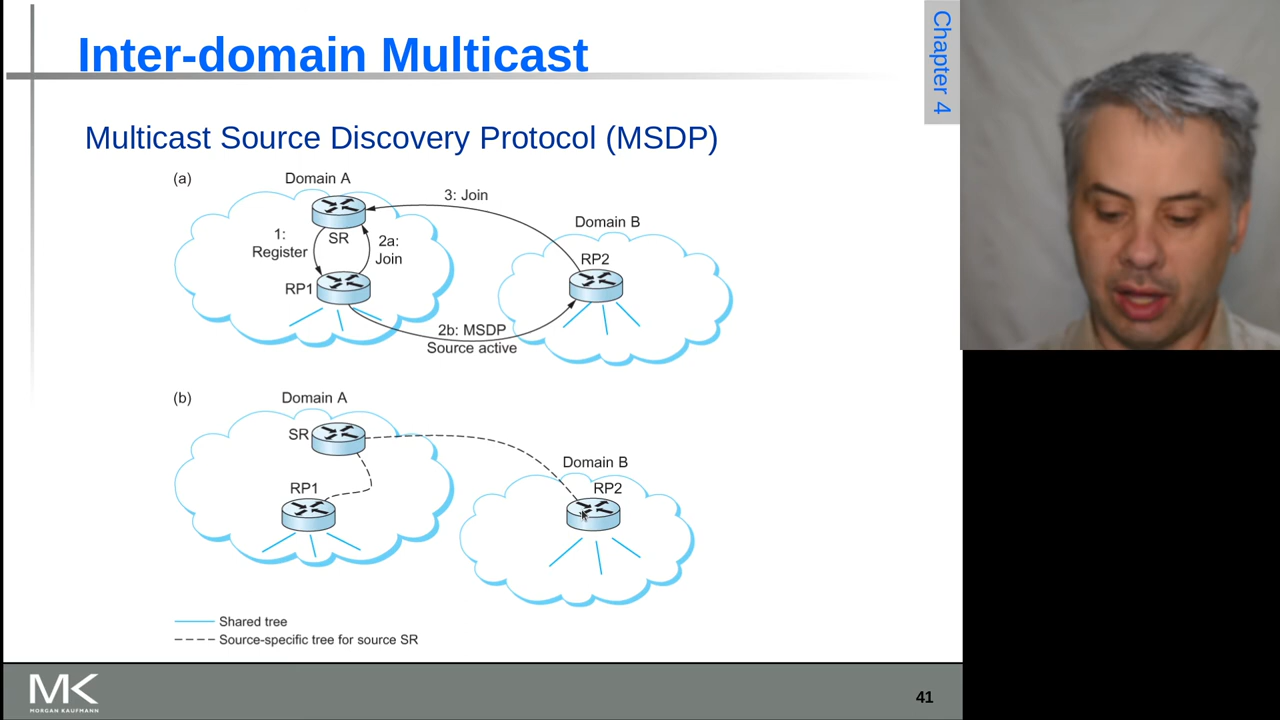 Inter-domain Multicast
Chapter 4
Multicast Source Discovery Protocol (MSDP)
(a)
Domain A
3: Join
Domain B
1:
Register
SR
2a:
Join
RP2
RP1
2b: MSDP
Source active
(b)
Domain A
SR
Domain B
RP1
RP2
Shared tree
Source-specific tree for source SR
MK
MORGAN KAUFMANN
41